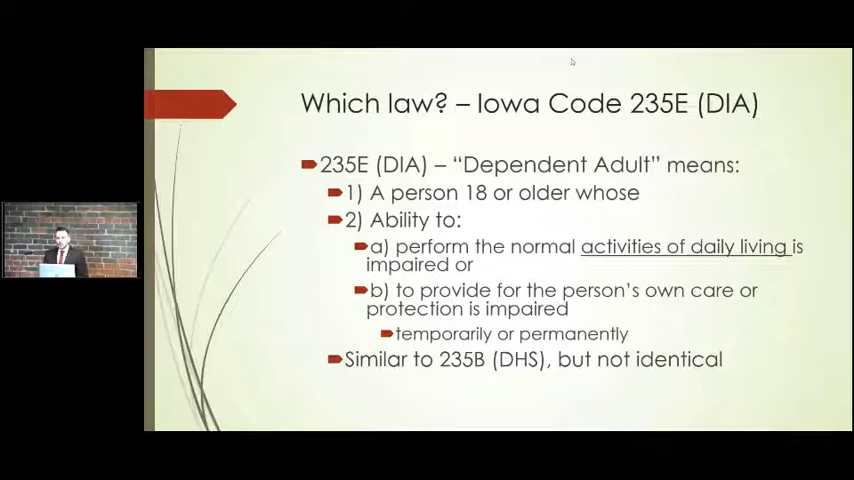 Which law? – Iowa Code 235E (DIA)
235E (DIA) – “Dependent Adult” means:
1) A person 18 or older whose
2) Ability to:
a) perform the normal activities of daily living is
impaired or
b) to provide for the person’s own care or
protection is impaired
temporarily or permanently
Similar to 235B (DHS), but not identical